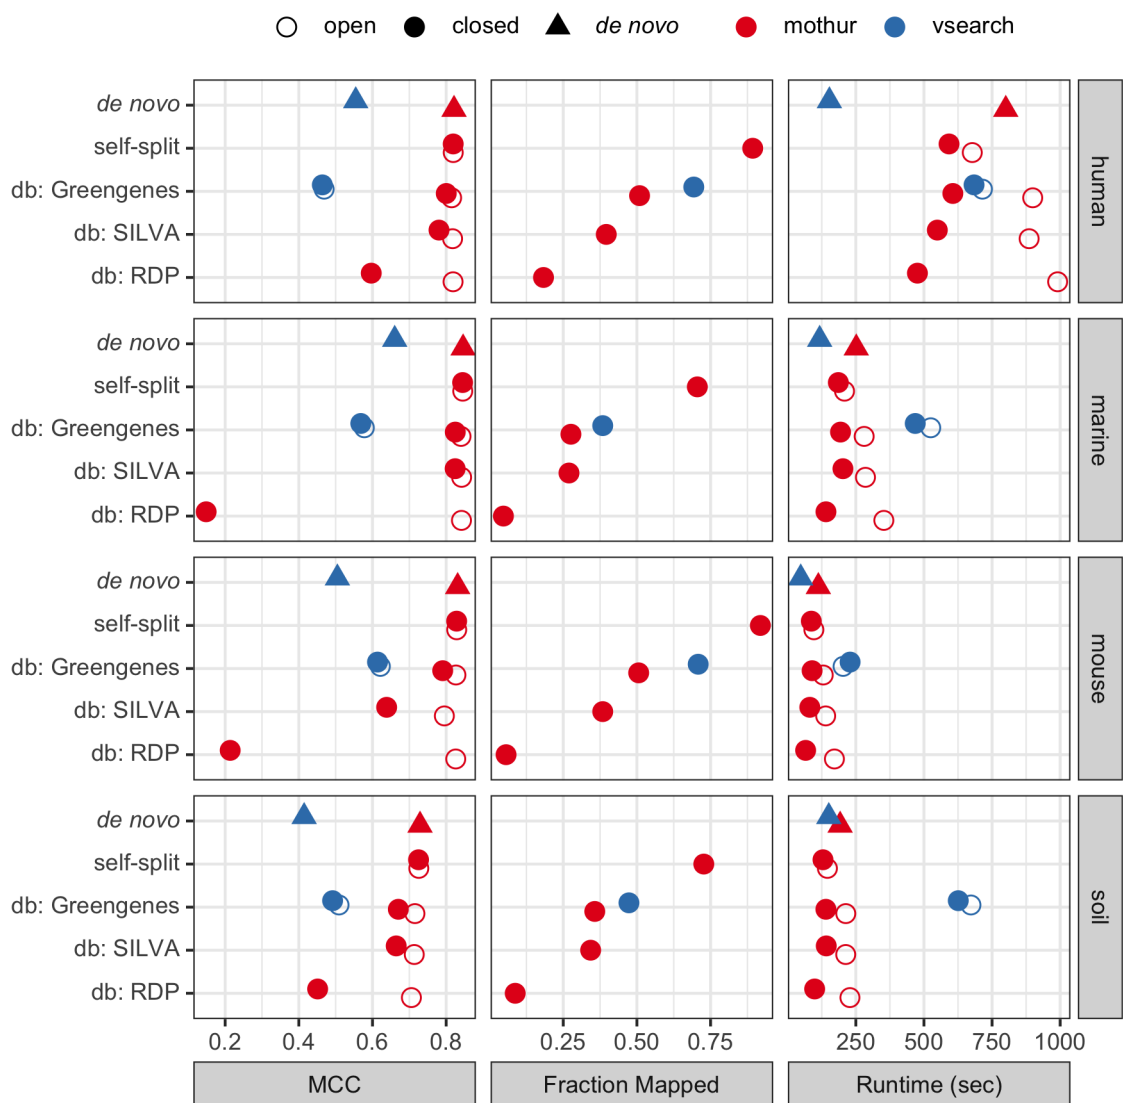 open closed de novo mothur vsearch
de novo
self-split
db: Greengenes
db: SILVA
db: RDP
human
de novo
self-split
db: Greengenes
db: SILVA
db: RDP
marine
de novo
self-split
db: Greengenes
db: SILVA
db: RDP
mouse
de novo
self-split
db: Greengenes
db: SILVA
db: RDP
soil
0.2 0.4 0.6 0.8 0.25 0.50 0.75 250 500 750 1000
MCC Fraction Mapped Runtime (sec)